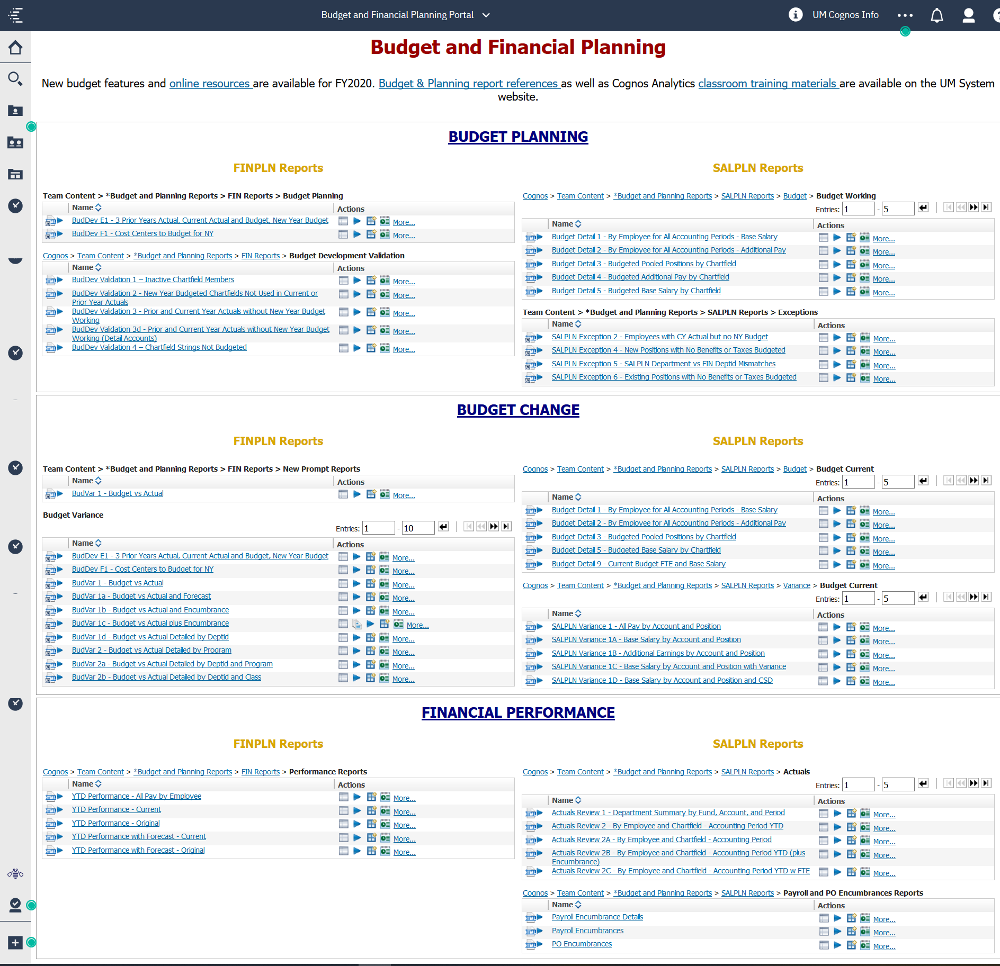 Budget and Financial Planning Portal
UM Cognos Info
Budget and Financial Planning
New budget features and online resources are available for FY2020. Budget & Planning report references as well as Cognos Analytics classroom training materials are available on the UM System
website.
BUDGET PLANNING
FINPLN Reports
Team Content > *Budget and Planning Reports > FIN Reports > Budget Planning
Name Actions
BudDev E1 - 3 Prior Years Actual, Current Actual and Budget, New Year Budget More...
BudDev F1 - Cost Centers to Budget for NY More...
Cognos > Team Content > *Budget and Planning Reports > FIN Reports > Budget Development Validation
Name Actions
BudDev Validation 1 – Inactive Chartfield Members More...
BudDev Validation 2 - New Year Budgeted Chartfields Not Used in Current or More...
Prior Year Actuals
BudDev Validation 3 - Prior and Current Year Actuals without New Year Budget More...
Working
BudDev Validation 3d - Prior and Current Year Actuals without New Year Budget More...
Working (Detail Accounts)
BudDev Validation 4 – Chartfield Strings Not Budgeted More...
SALPLN Reports
Cognos > Team Content > *Budget and Planning Reports > SALPLN Reports > Budget > Budget Working
Entries: 1 - 5
Name Actions
Budget Detail 1 - By Employee for All Accounting Periods - Base Salary More...
Budget Detail 2 - By Employee for All Accounting Periods - Additional Pay More...
Budget Detail 3 - Budgeted Pooled Positions by Chartfield More...
Budget Detail 4 - Budgeted Additional Pay by Chartfield More...
Budget Detail 5 - Budgeted Base Salary by Chartfield More...
Team Content > *Budget and Planning Reports > SALPLN Reports > Exceptions
Name Actions
SALPLN Exception 2 - Employees with CY Actual but no NY Budget More...
SALPLN Exception 4 - New Positions with No Benefits or Taxes Budgeted More...
SALPLN Exception 5 - SALPLN Department vs FIN Deptid Mismatches More...
SALPLN Exception 6 - Existing Positions with No Benefits or Taxes Budgeted More...
BUDGET CHANGE
FINPLN Reports
Team Content > *Budget and Planning Reports > FIN Reports > New Prompt Reports
Name Actions
BudVar 1 - Budget vs Actual More...
Budget Variance
Entries: 1 - 10
Name Actions
BudDev E1 - 3 Prior Years Actual, Current Actual and Budget, New Year Budget More...
BudDev F1 - Cost Centers to Budget for NY More...
BudVar 1 - Budget vs Actual More...
BudVar 1a - Budget vs Actual and Forecast More...
BudVar 1b - Budget vs Actual and Encumbrance More...
BudVar 1c - Budget vs Actual plus Encumbrance More...
BudVar 1d - Budget vs Actual Detailed by Deptid More...
BudVar 2 - Budget vs Actual Detailed by Program More...
BudVar 2a - Budget vs Actual Detailed by Deptid and Program More...
BudVar 2b - Budget vs Actual Detailed by Deptid and Class More...
SALPLN Reports
Cognos > Team Content > *Budget and Planning Reports > SALPLN Reports > Budget > Budget Current
Entries: 1 - 5
Name Actions
Budget Detail 1 - By Employee for All Accounting Periods - Base Salary More...
Budget Detail 2 - By Employee for All Accounting Periods - Additional Pay More...
Budget Detail 3 - Budgeted Pooled Positions by Chartfield More...
Budget Detail 5 - Budgeted Base Salary by Chartfield More...
Budget Detail 9 - Current Budget FTE and Base Salary More...
Cognos > Team Content > *Budget and Planning Reports > SALPLN Reports > Variance > Budget Current
Entries: 1 - 5
Name Actions
SALPLN Variance 1 - All Pay by Account and Position More...
SALPLN Variance 1A - Base Salary by Account and Position More...
SALPLN Variance 1B - Additional Earnings by Account and Position More...
SALPLN Variance 1C - Base Salary by Account and Position with Variance More...
SALPLN Variance 1D - Base Salary by Account and Position and CSD More...
FINANCIAL PERFORMANCE
FINPLN Reports
Cognos > Team Content > *Budget and Planning Reports > FIN Reports > Performance Reports
Name Actions
YTD Performance - All Pay by Employee More...
YTD Performance - Current More...
YTD Performance - Original More...
YTD Performance with Forecast - Current More...
YTD Performance with Forecast - Original More...
SALPLN Reports
Cognos > Team Content > *Budget and Planning Reports > SALPLN Reports > Actuals
Entries: 1 - 5
Name Actions
Actuals Review 1 - Department Summary by Fund, Account, and Period More...
Actuals Review 2 - By Employee and Chartfield - Accounting Period YTD More...
Actuals Review 2A - By Employee and Chartfield - Accounting Period More...
Actuals Review 2B - By Employee and Chartfield - Accounting Period YTD (plus More...
Encumbrance)
Actuals Review 2C - By Employee and Chartfield - Accounting Period YTD w FTE More...
Cognos > Team Content > *Budget and Planning Reports > SALPLN Reports > Payroll and PO Encumbrances Reports
Name Actions
Payroll Encumbrance Details More...
Payroll Encumbrances More...
PO Encumbrances More...